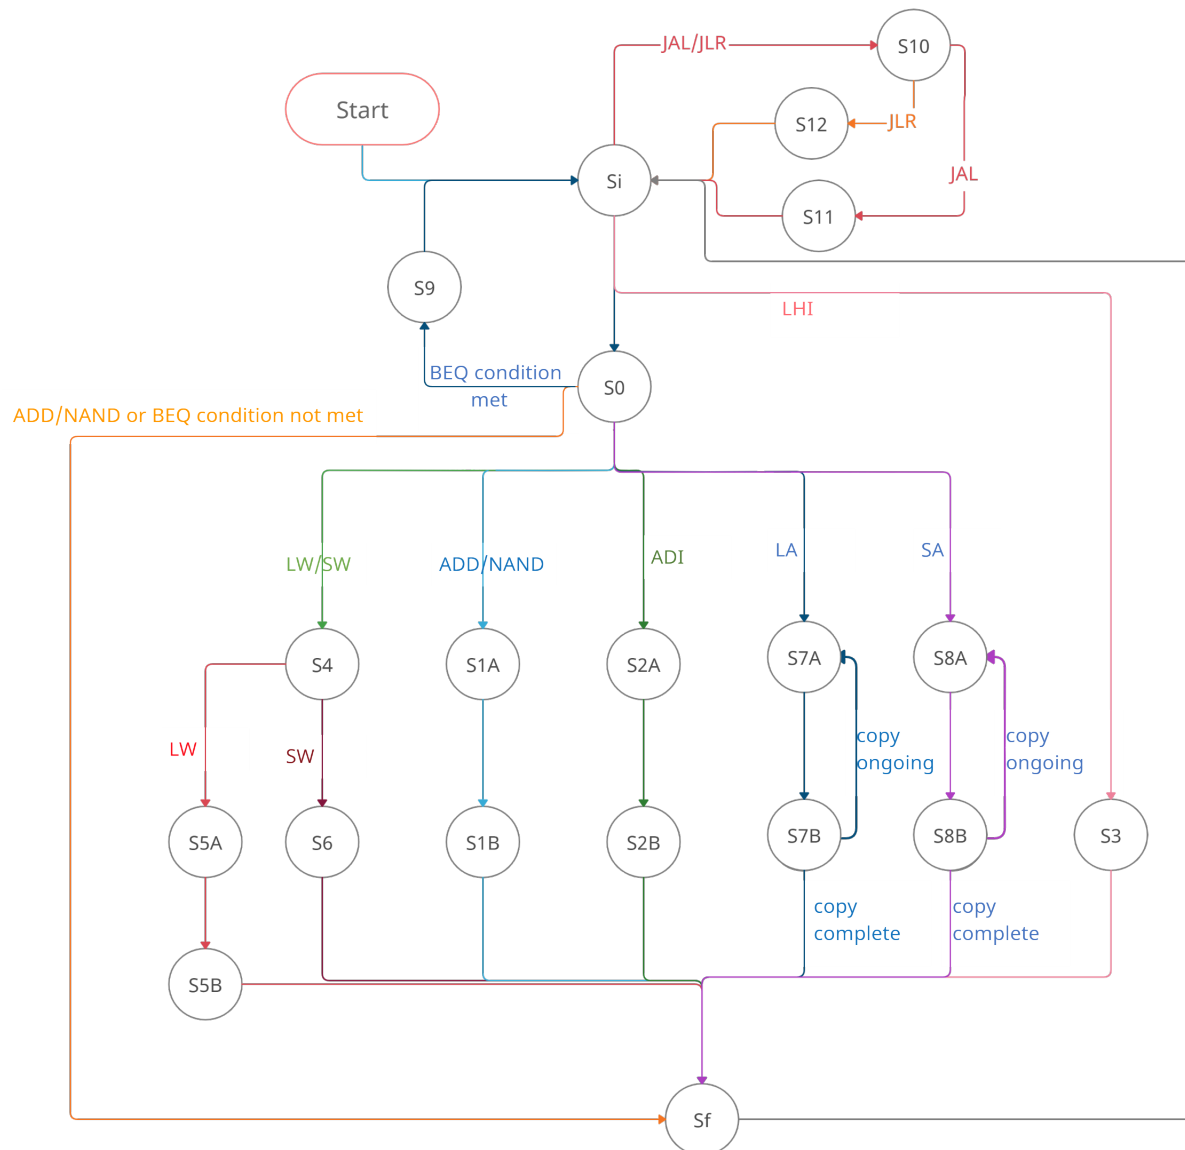 JAL/JLR
S10
Start
S12
JLR
Si
JAL
S11
S9
LHI
BEQ condition
met
S0
ADD/NAND or BEQ condition not met
LW/SW
ADD/NAND
ADI
LA
SA
S4
S1A
S2A
S7A
S8A
LW
SW
copy
ongoing
copy
ongoing
S5A
S6
S1B
S2B
S7B
S8B
S3
copy
complete
copy
complete
S5B
Sf